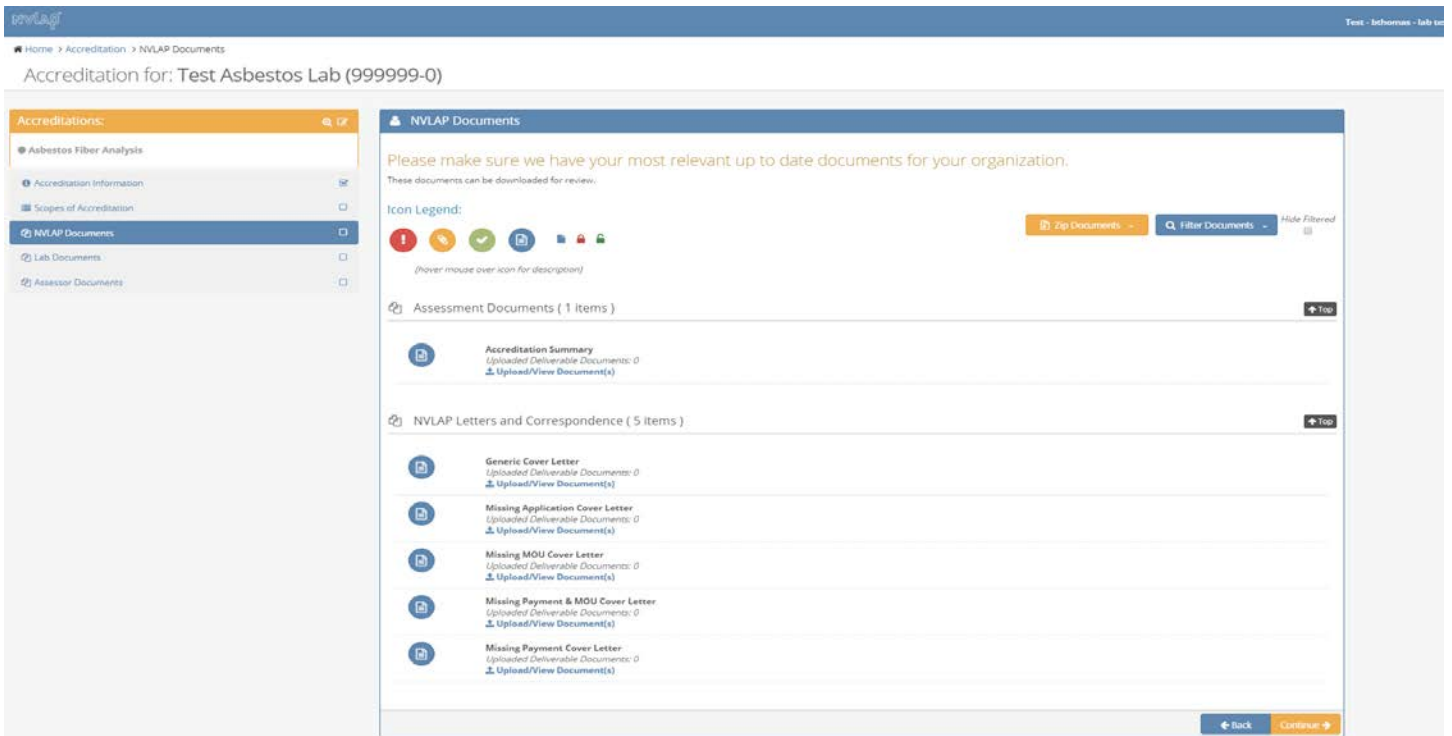 NVLAP
Test - bthomas - lab te
Home > Accreditation > NVLAP Documents
Accreditation for: Test Asbestos Lab (999999-0)
Accreditations:
Asbestos Fiber Analysis
Accreditation Information
Scopes of Accreditation
NVLAP Documents
Lab Documents
Assessor Documents
NVLAP Documents
Please make sure we have your most relevant up to date documents for your organization.
These documents can be downloaded for review.
Icon Legend:
Zip Documents
Filter Documents
Hide Filtered
(hover mouse over icon for description)
Assessment Documents ( 1 items )
Top
Accreditation Summary
Uploaded Deliverable Documents: 0
Upload/View Document(s)
NVLAP Letters and Correspondence ( 5 items )
Top
Generic Cover Letter
Uploaded Deliverable Documents: 0
Upload/View Document(s)
Missing Application Cover Letter
Uploaded Deliverable Documents: 0
Upload/View Document(s)
Missing MOU Cover Letter
Uploaded Deliverable Documents: 0
Upload/View Document(s)
Missing Payment & MOU Cover Letter
Uploaded Deliverable Documents: 0
Upload/View Document(s)
Missing Payment Cover Letter
Uploaded Deliverable Documents: 0
Upload/View Document(s)
Back
Continue